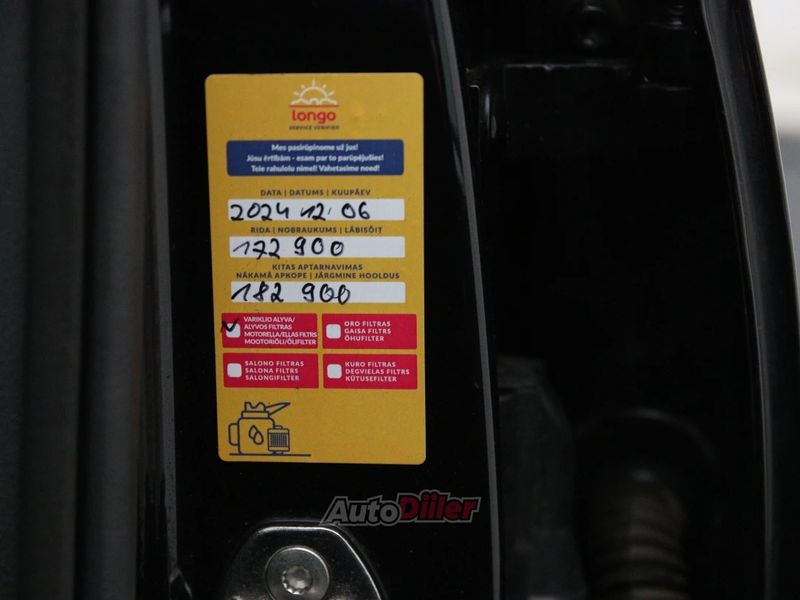 longo
SERVICE VERIFIED
Mes pasirūpinome už jus!
Jūsu ērtībām - esam par to parūpējušies!
Teie rahulolu nimel! Vahetasime need!
DATA | DATUMS | KUUPÄEV
2024 12. 06
RIDA | NOBRAUKUMS | LÄBISÕIT
172 900
KITAS APTARNAVIMAS
NĀKAMĀ APKOPE | JÄRGMINE HOOLDUS
182 900
VARIKLIO ALYVA/
ALYVOS FILTRAS
MOTOREĻĻA/EĻĻAS FILTRS
MOOTORIÕLI/ÕLIFILTER
ORO FILTRAS
GAISA FILTRS
ÕHUFILTER
SALONO FILTRAS
SALONA FILTRS
SALONGIFILTER
KURO FILTRAS
DEGVIELAS FILTRS
KÜTUSEFILTER
AutoDiiler